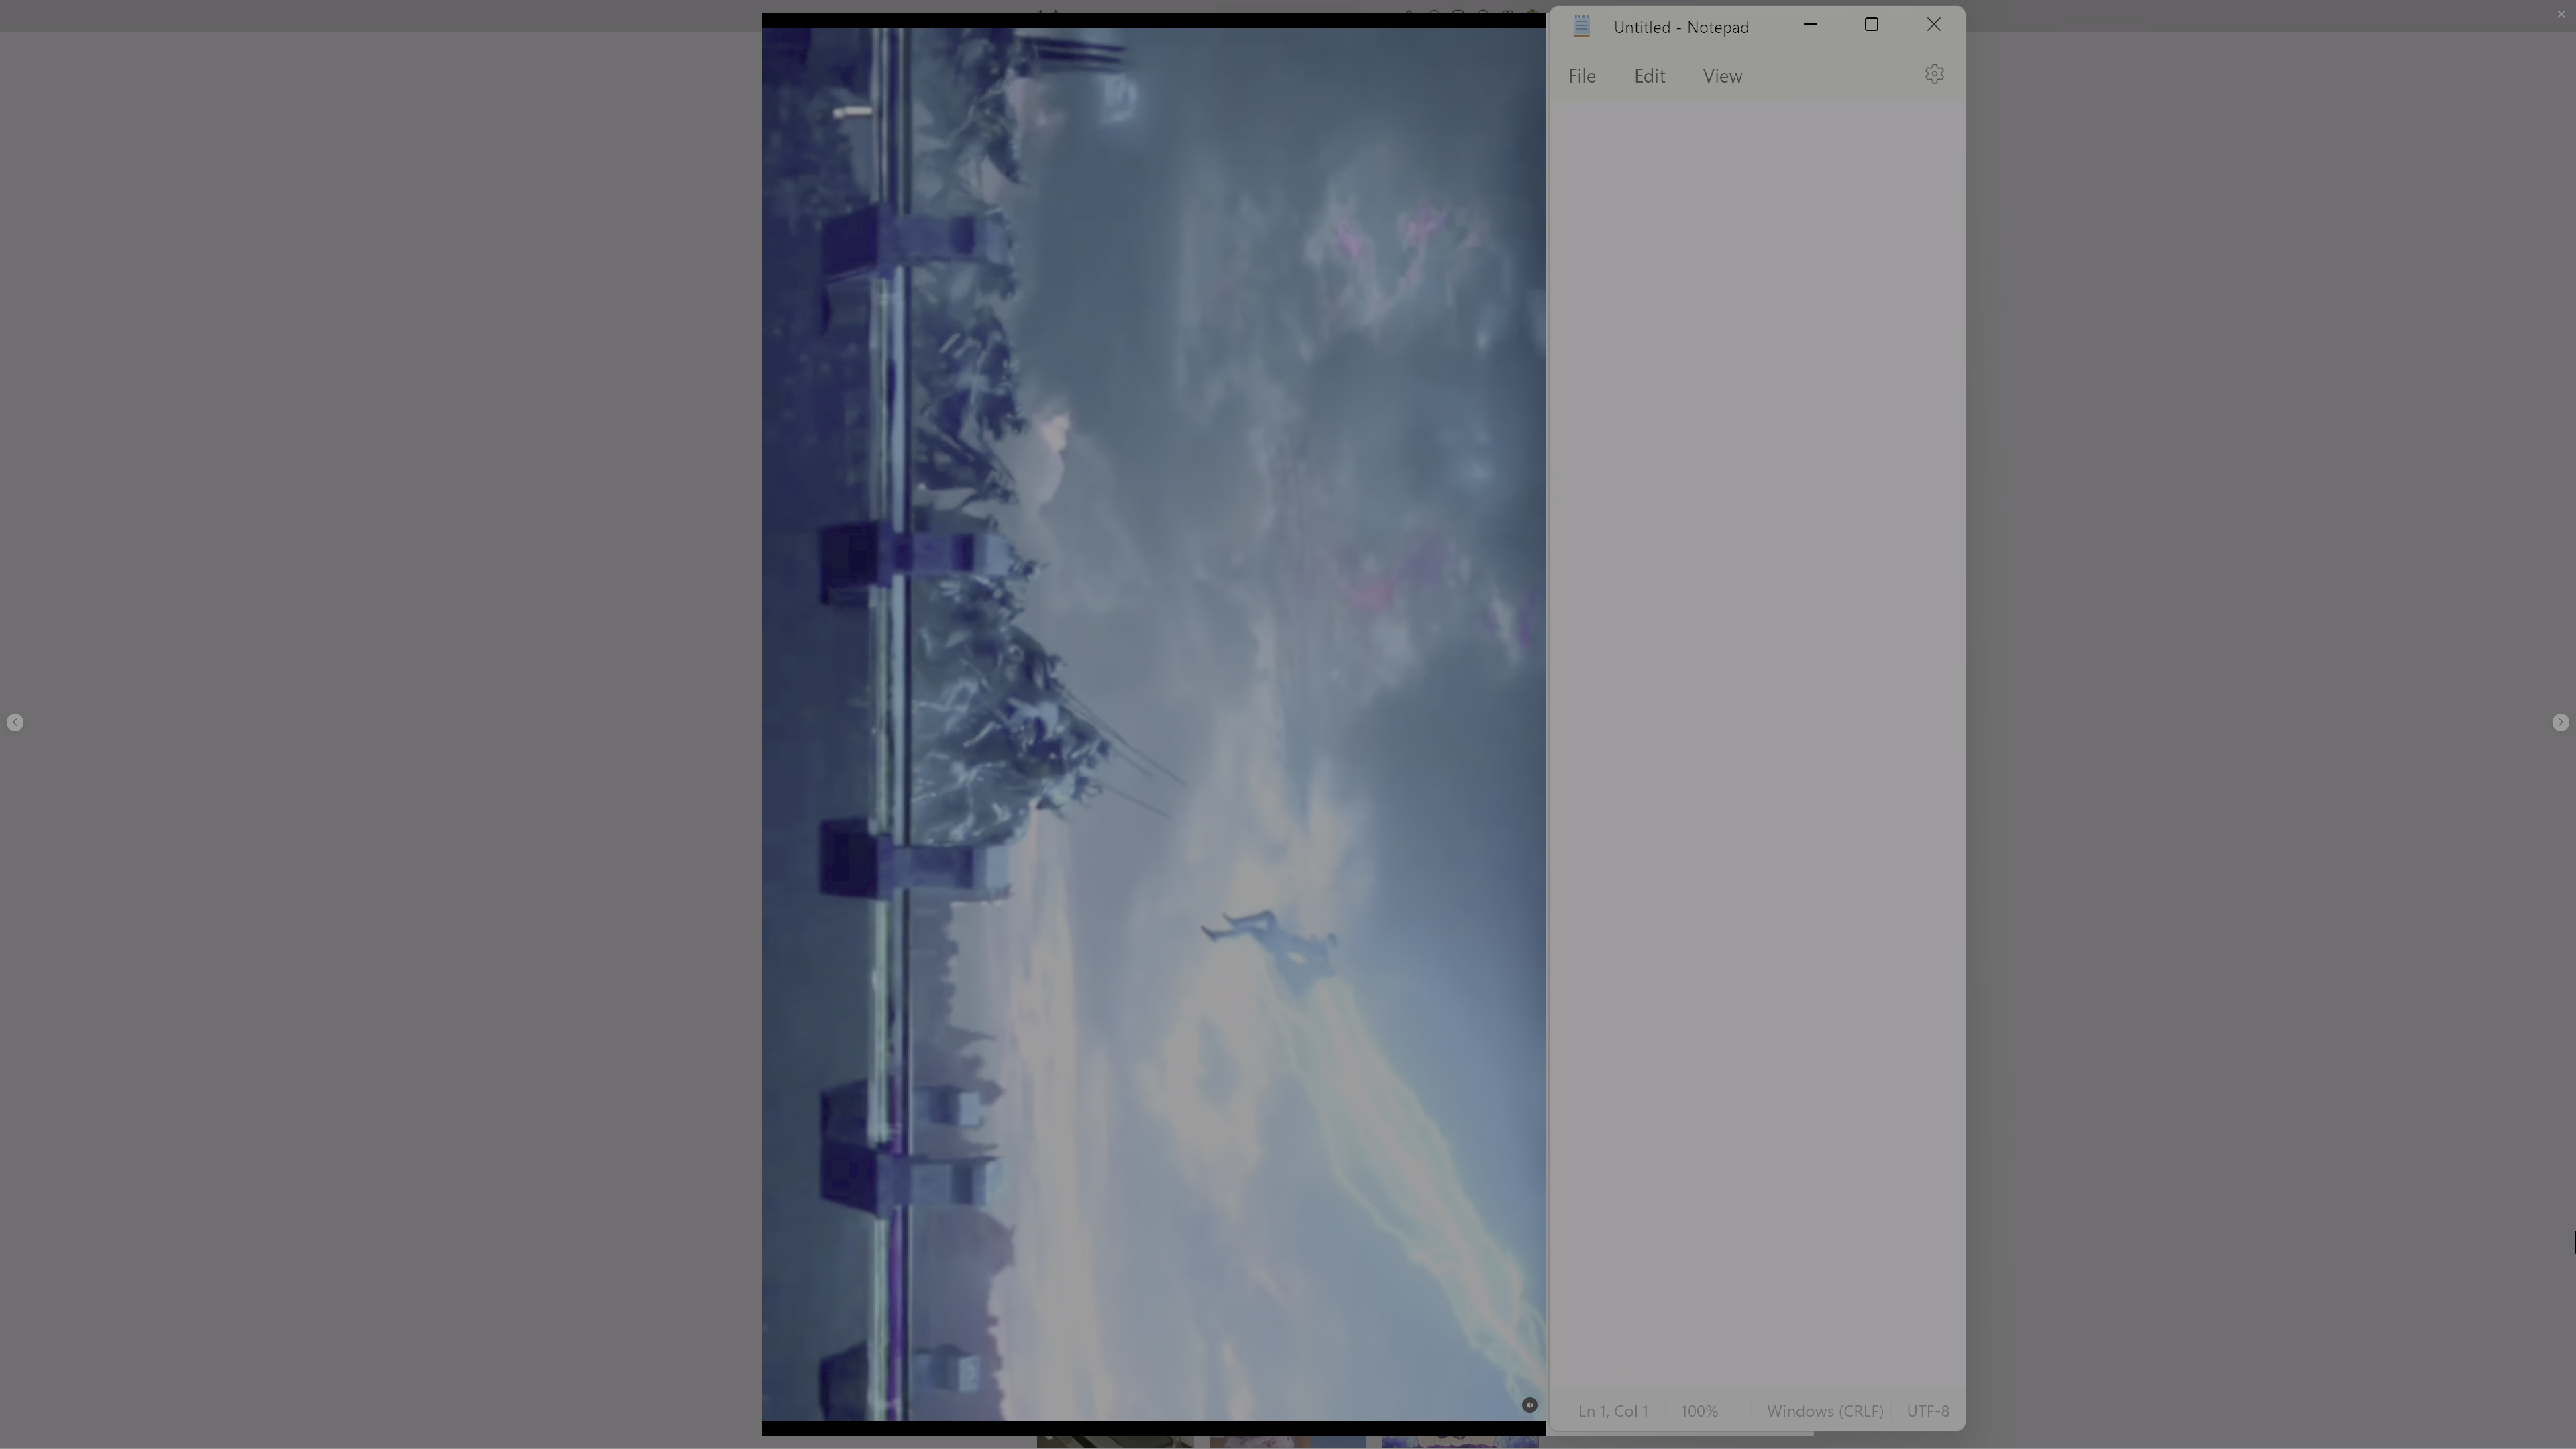 Untitled - Notepad
File Edit View
Ln 1, Col 1 100% Windows (CRLF) UTF-8